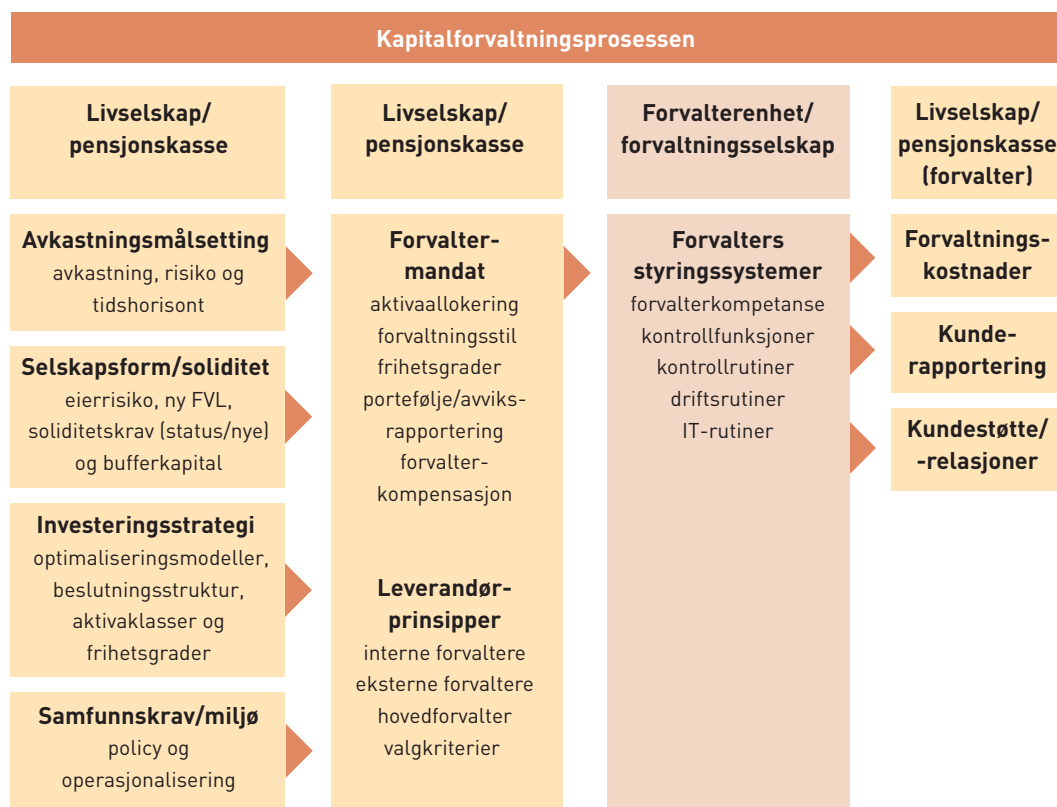 Kapitalforvaltningsprosessen
Livselskap/
pensjonskasse
Avkastningsmålsetting
avkastning, risiko og
tidshorisont
Selskapsform/soliditet
eierrisiko, ny FVL,
soliditetskrav (status/nye)
og bufferkapital
Investeringsstrategi
optimaliseringsmodeller,
beslutningsstruktur,
aktivaklasser og
frihetsgrader
Samfunnskrav/miljø
policy og
operasjonalisering
Livselskap/
pensjonskasse
Forvalter-
mandat
aktivaallokering
forvaltningsstil
frihetsgrader
portefølje/avviks-
rapportering
forvalter-
kompensasjon
Leverandør-
prinsipper
interne forvaltere
eksterne forvaltere
hovedforvalter
valgkriterier
Forvalterenhet/
forvaltningsselskap
Forvalters
styringssystemer
forvalterkompetanse
kontrollfunksjoner
kontrollrutiner
driftsrutiner
IT-rutiner
Livselskap/
pensjonskasse
(forvalter)
Forvaltnings-
kostnader
Kunde-
rapportering
Kundestøtte/
-relasjoner